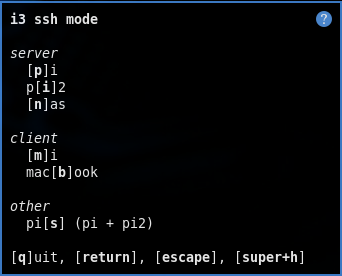 i3 ssh mode ?
server
[p]i
p[i]2
[n]as
client
[m]i
mac[b]ook
other
pi[s] (pi + pi2)
[q]uit, [return], [escape], [super+h]